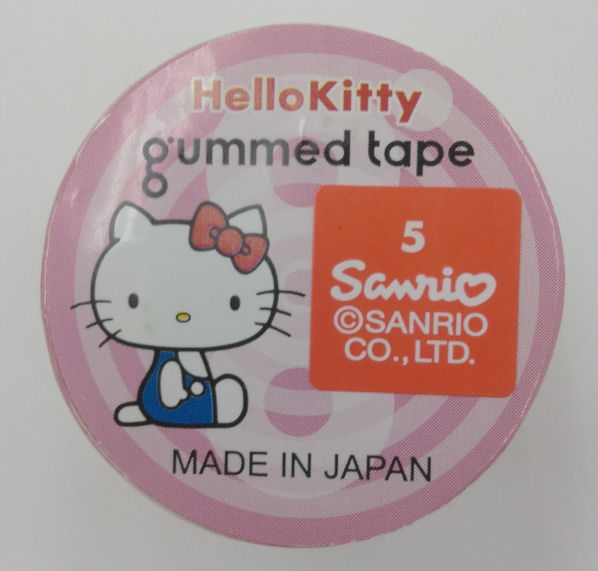 HelloKitty
gummed tape
5
Sanrio
©SANRIO
CO.,LTD.
MADE IN JAPAN